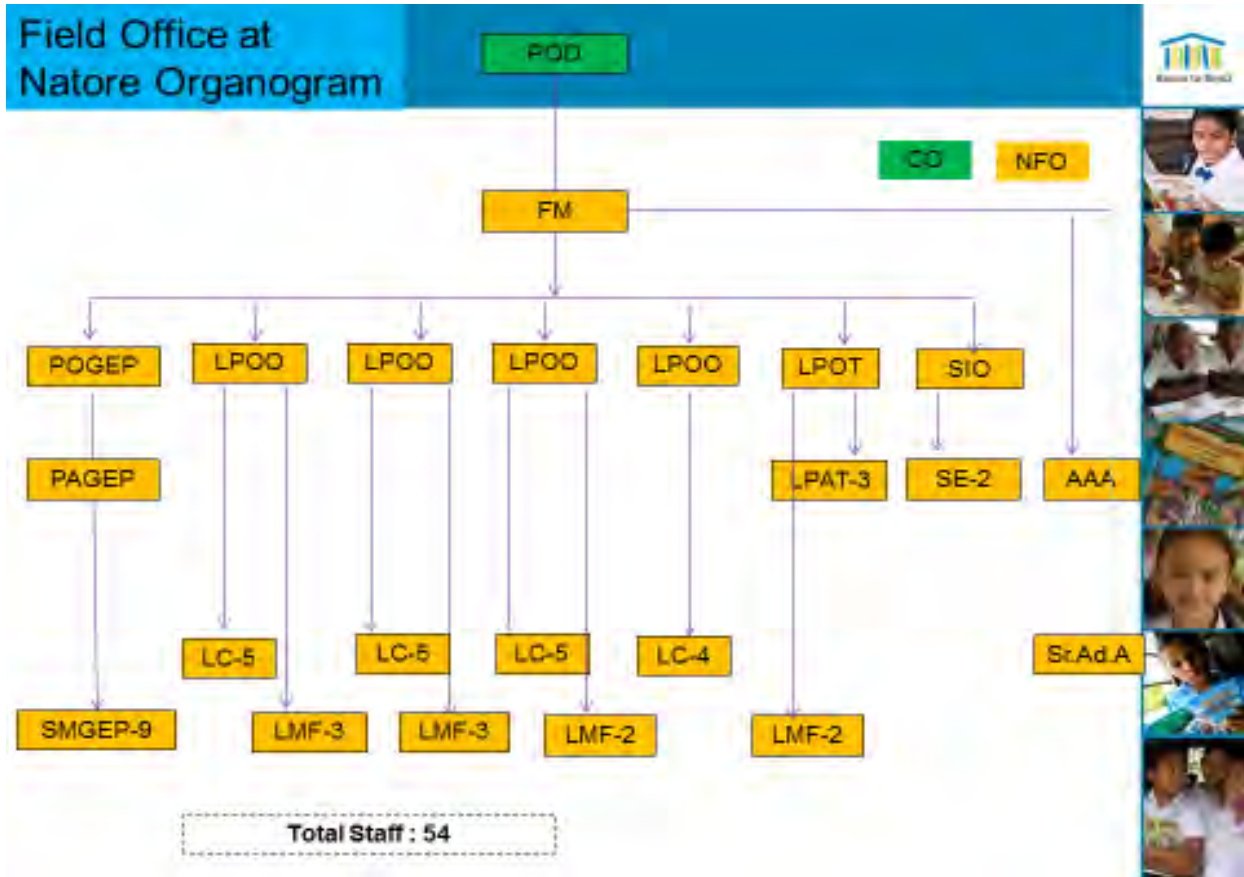 Field Office at
Natore Organogram
POD
CO
NFO
FM
POGEP
LPOO
LPOO
LPOO
LPOO
LPOT
SIO
PAGEP
LPAT-3
SE-2
AAA
LC-5
LC-5
LC-5
LC-4
Sr.Ad.A
SMGEP-9
LMF-3
LMF-3
LMF-2
LMF-2
Total Staff : 54